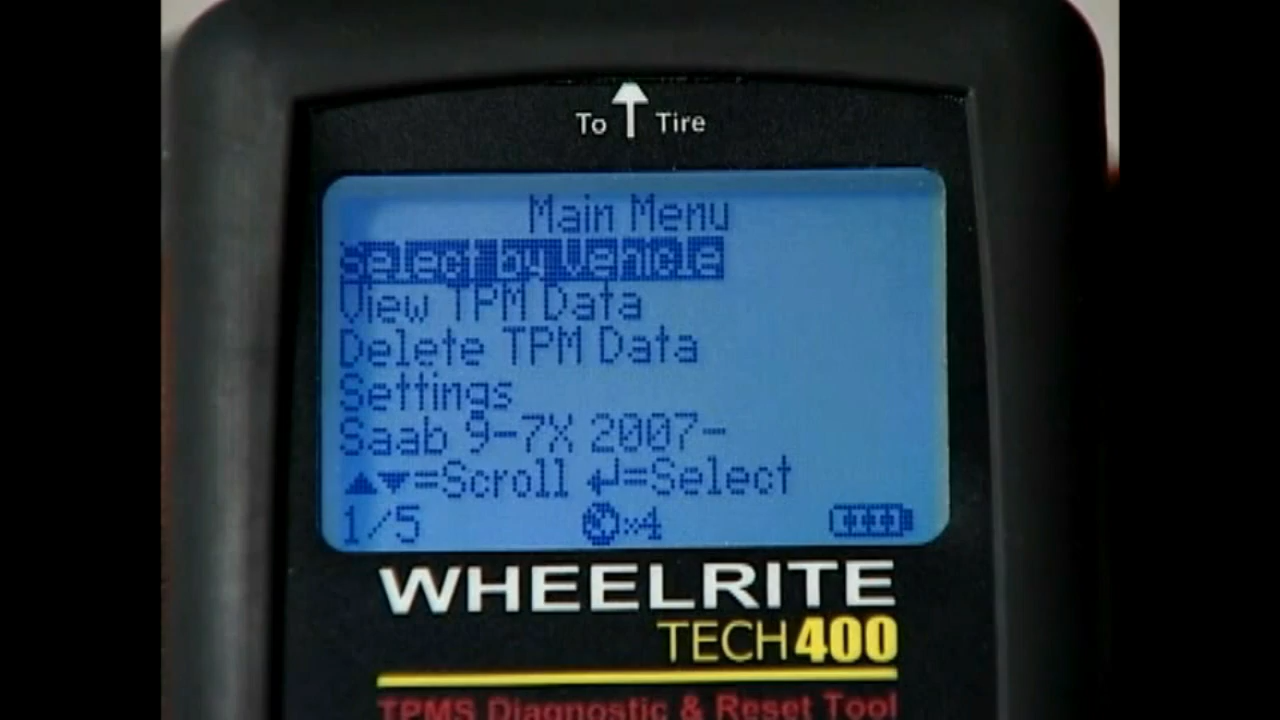 To Tire
Main Menu
Select by Vehicle
View TPM Data
Delete TPM Data
Settings
Saab 9-7X 2007-
▲▼=Scroll ↵=Select
1/5 x4
WHEELRITE
TECH400
TPMS Diagnostic & Reset Tool